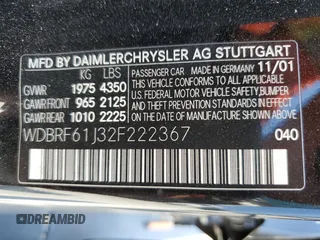 MFD BY DAIMLERCHRYSLER AG STUTTGART
KG LBS
GVWR 1975 4350
GAWR FRONT 965 2125
GAWR REAR 1010 2225
PASSENGER CAR MADE IN GERMANY 11/01
THIS VEHICLE CONFORMS TO ALL
APPLICABLE U.S. FEDERAL MOTOR
VEHICLE SAFETY, BUMPER,
AND THEFT PREVENTION
STANDARDS IN EFFECT ON THE
DATE OF MANUFACTURE SHOWN ABOVE
WDBRF61J32F222367
040
BIDHISTORY